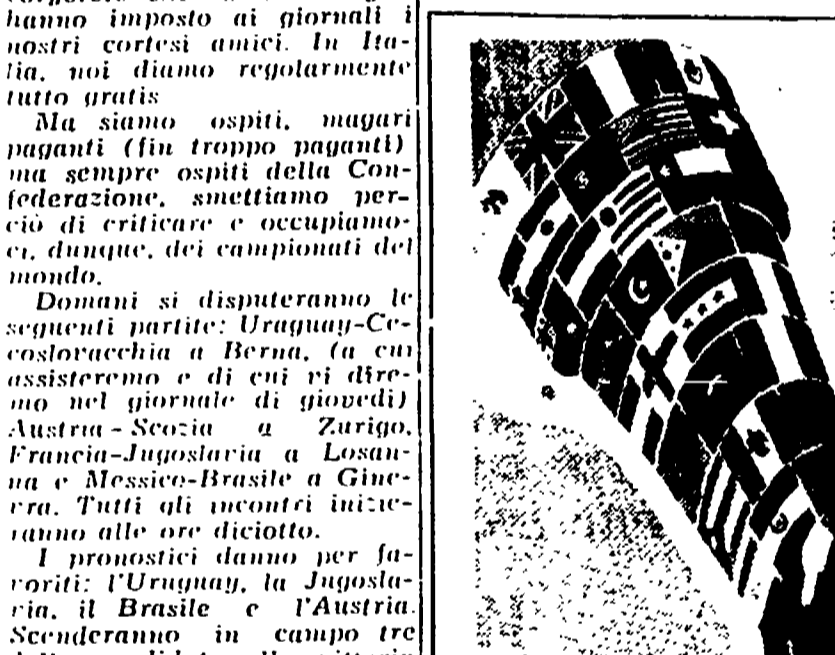 hanno imposto ai giornali i
nostri cortesi amici. In Ita-
lia, noi diamo regolarmente
tutto gratis
Ma siamo ospiti, magari
paganti (fin troppo paganti)
ma sempre ospiti della Con-
federazione, smettiamo per-
ciò di criticare e occupiamo-
ci, dunque, dei campionati del
mondo.
Domani si disputeranno le
seguenti partite: Uruguay-Ce-
coslovacchia a Berna, (a cui
assisteremo e di cui vi dire-
mo nel giornale di giovedì)
Austria-Scozia a Zurigo,
Francia-Jugoslavia a Losan-
na e Messico-Brasile a Gine-
vra. Tutti gli incontri inizie-
ranno alle ore diciotto.
I pronostici danno per fa-
voriti: l'Uruguay, la Jugosla-
via, il Brasile e l'Austria.
Scenderanno in campo tre